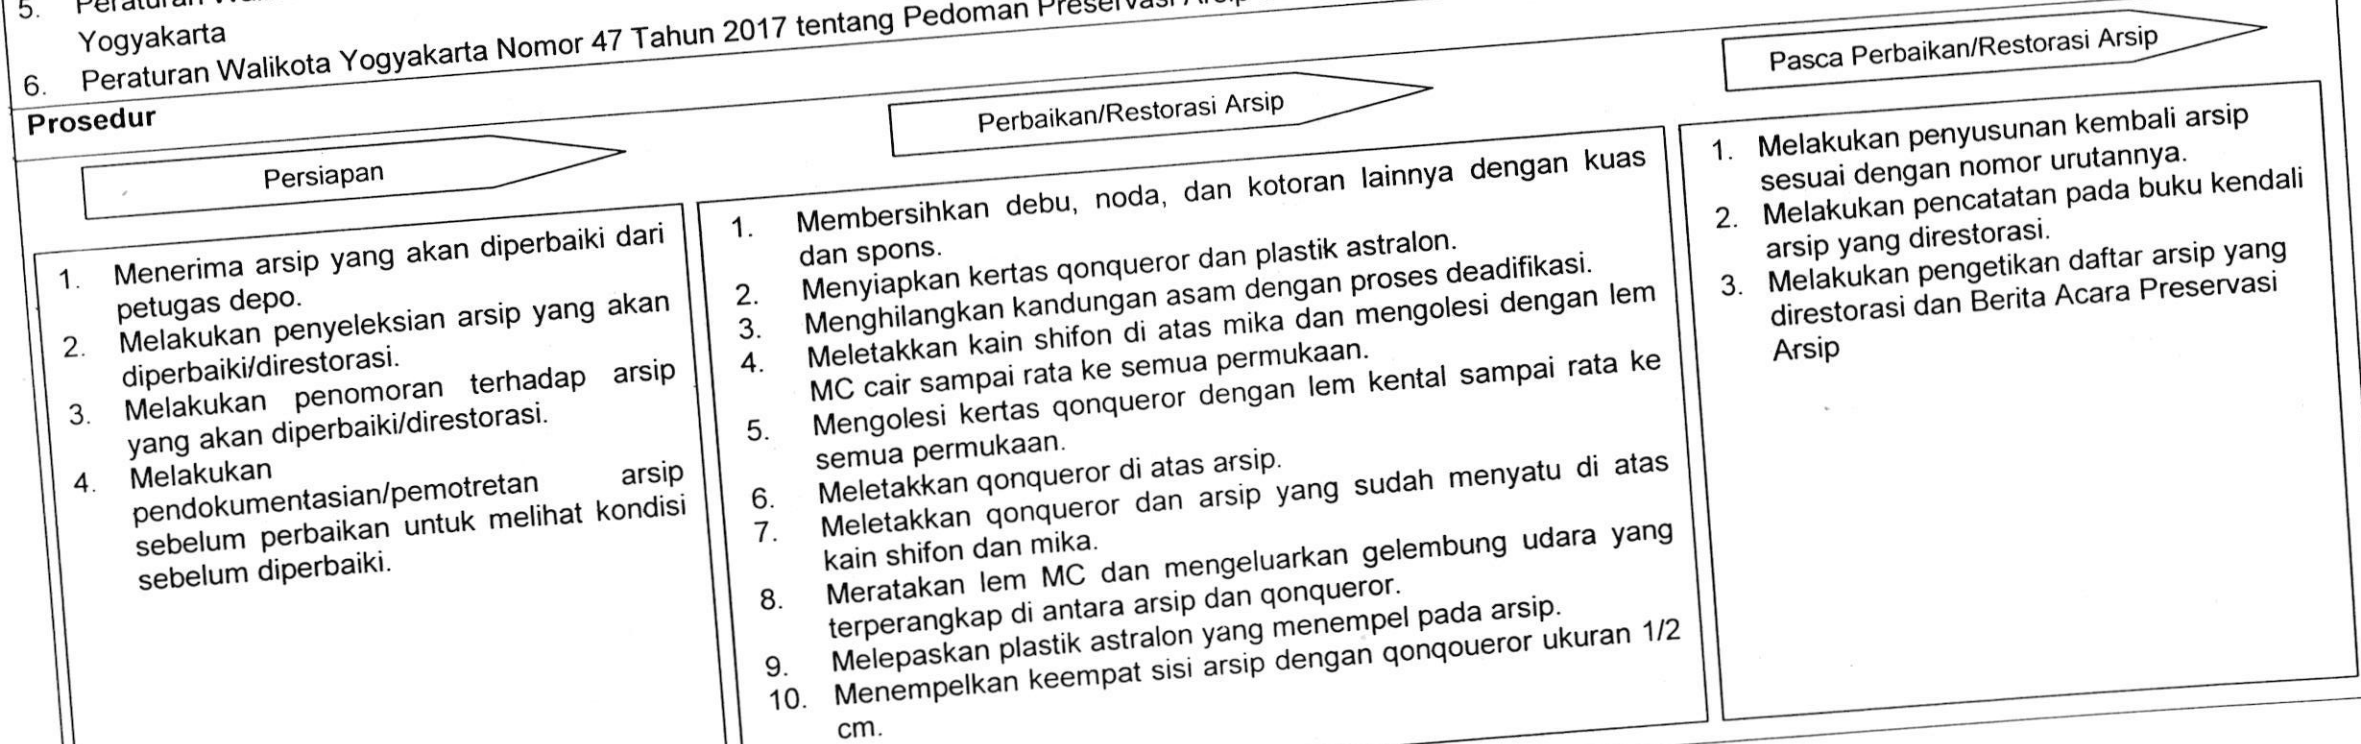 5. Peraturan
Yogyakarta
6. Peraturan Walikota Yogyakarta Nomor 47 Tahun 2017 tentang Pedoman Preservasi
Prosedur
Persiapan
1. Menerima arsip yang akan diperbaiki dari
petugas depo.
2. Melakukan penyeleksian arsip yang akan
diperbaiki/direstorasi.
3. Melakukan penomoran terhadap arsip
yang akan diperbaiki/direstorasi.
4. Melakukan
pendokumentasian/pemotretan arsip
sebelum perbaikan untuk melihat kondisi
sebelum diperbaiki.
Perbaikan/Restorasi Arsip
1. Membersihkan debu, noda, dan kotoran lainnya dengan kuas
dan spons.
2. Menyiapkan kertas qonqueror dan plastik astralon.
3. Menghilangkan kandungan asam dengan proses deadifikasi.
4. Meletakkan kain shifon di atas mika dan mengolesi dengan lem
MC cair sampai rata ke semua permukaan.
5. Mengolesi kertas qonqueror dengan lem kental sampai rata ke
semua permukaan.
6. Meletakkan qonqueror di atas arsip.
7. Meletakkan qonqueror dan arsip yang sudah menyatu di atas
kain shifon dan mika.
8. Meratakan lem MC dan mengeluarkan gelembung udara yang
terperangkap di antara arsip dan qonqueror.
9. Melepaskan plastik astralon yang menempel pada arsip.
10. Menempelkan keempat sisi arsip dengan qonqoueror ukuran 1/2
cm.
Pasca Perbaikan/Restorasi Arsip
1. Melakukan penyusunan kembali arsip
sesuai dengan nomor urutannya.
2. Melakukan pencatatan pada buku kendali
arsip yang direstorasi.
3. Melakukan pengetikan daftar arsip yang
direstorasi dan Berita Acara Preservasi
Arsip